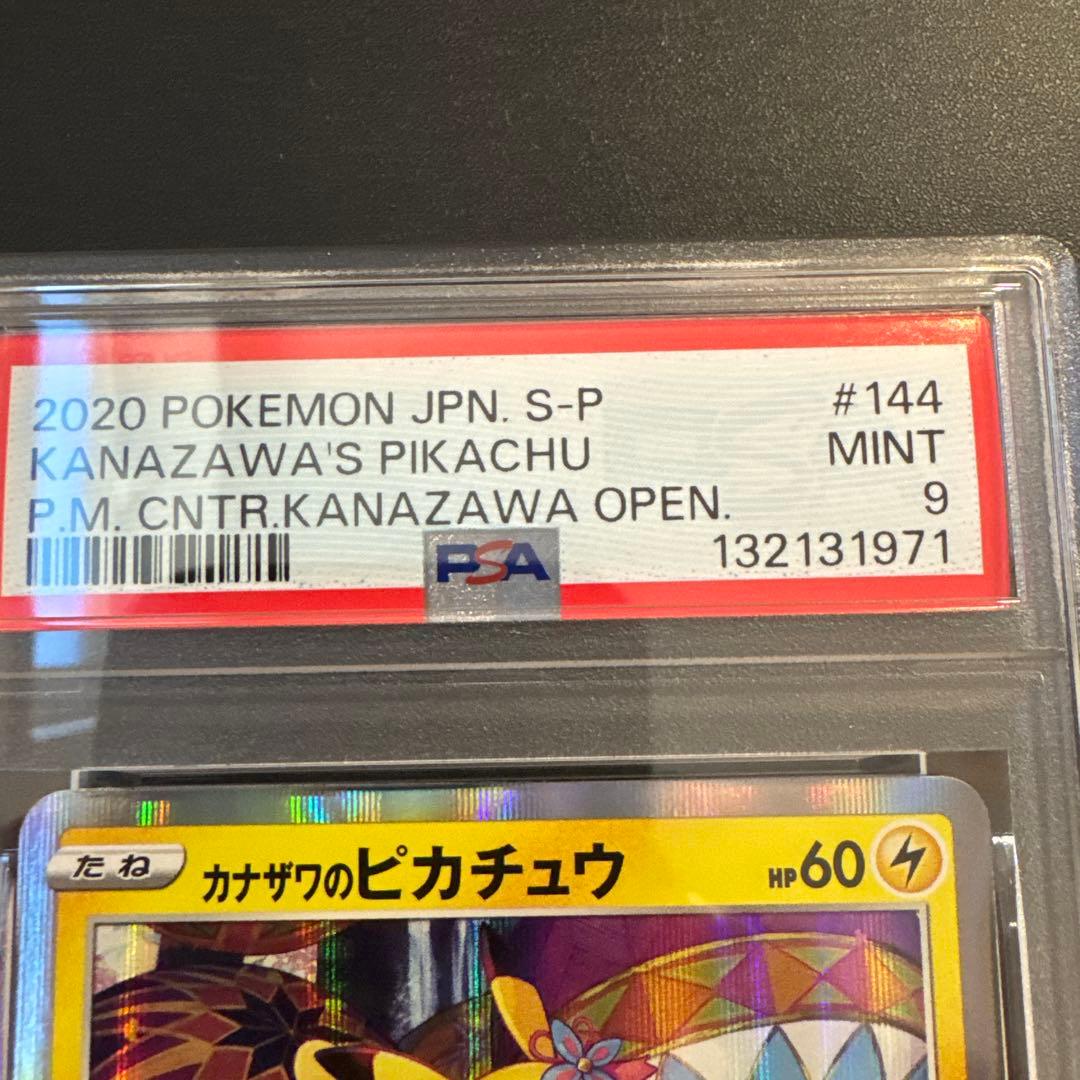 2020 POKEMON JPN. S-P #144
KANAZAWA'S PIKACHU MINT
P.M. CNTR.KANAZAWA OPEN. 9
PSA 132131971
たね カナザワのピカチュウ HP60